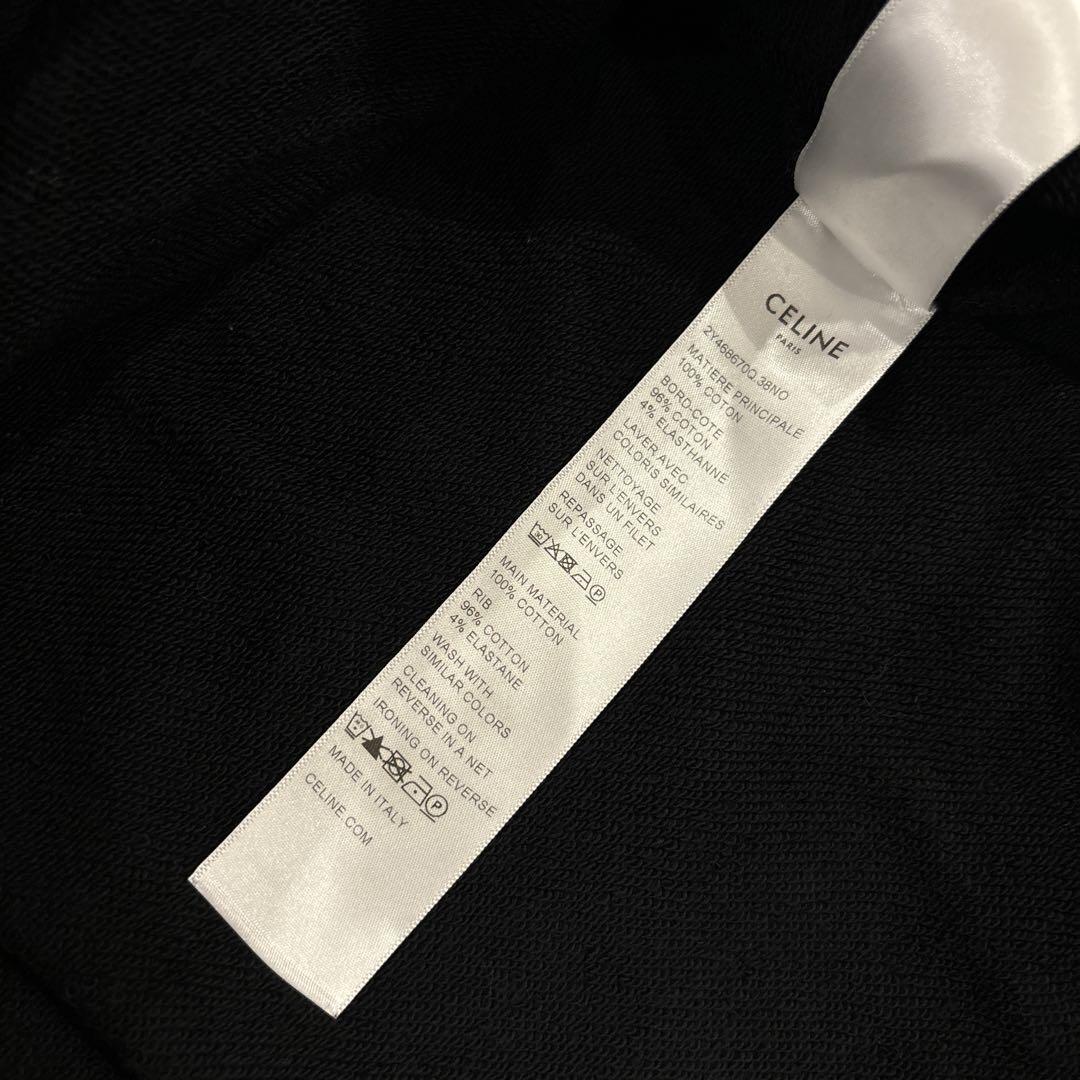 CELINE
PARIS
2Y468670Q.38NO
MATIERE PRINCIPALE
100% COTON
BORD-COTE
96% COTON
4% ELASTHANNE
LAVER AVEC
COLORIS SIMILAIRES
NETTOYAGE
SUR L'ENVERS
DANS UN FILET
REPASSAGE
SUR L'ENVERS
30 P
MAIN MATERIAL
100% COTTON
RIB
96% COTTON
4% ELASTANE
WASH WITH
SIMILAR COLORS
CLEANING ON
REVERSE IN A NET
IRONING ON REVERSE
P
MADE IN ITALY
CELINE.COM